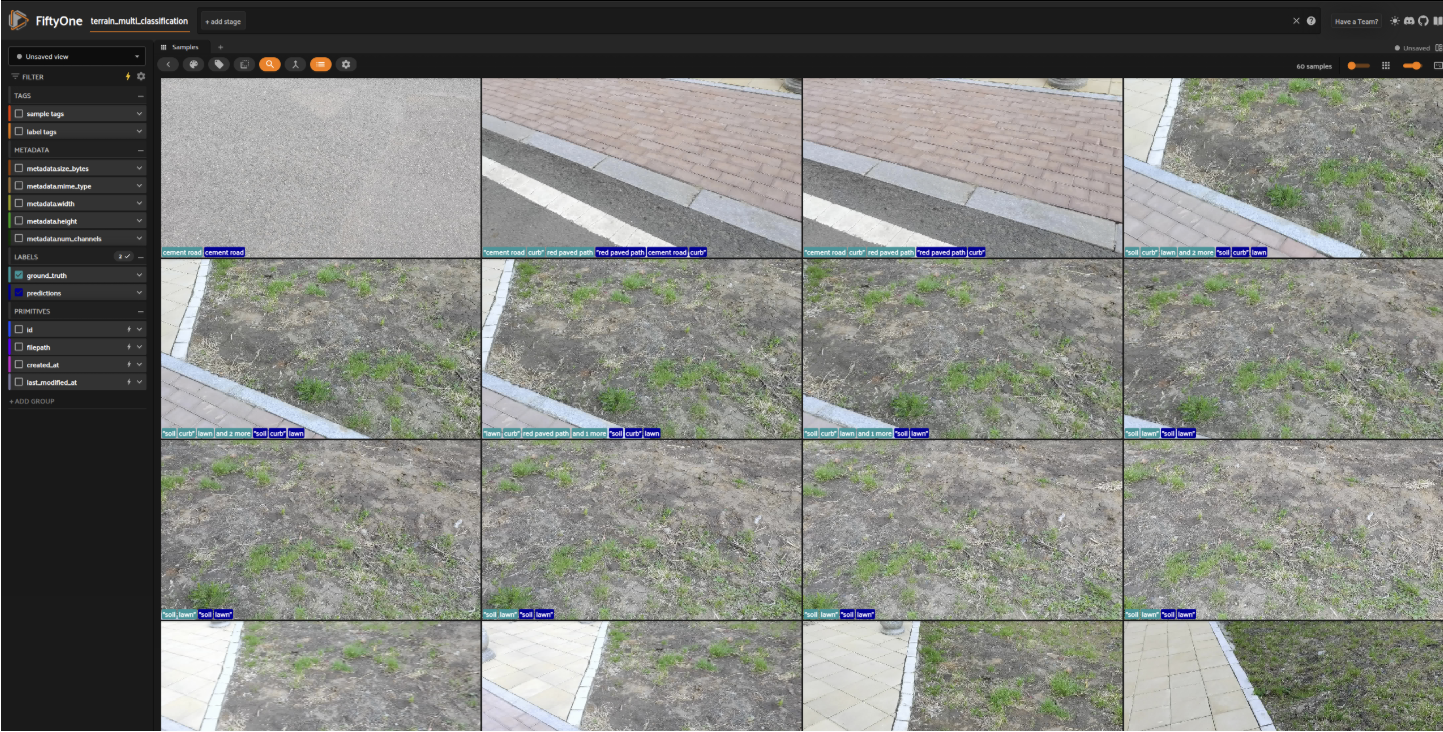 FiftyOne terrain_multi_classification + add stage Have a Team?
Unsaved view
Samples +
Unsaved
FILTER
60 samples
TAGS
sample tags
label tags
METADATA
metadata.size_bytes
metadata.mime_type
metadata.width
metadata.height
metadata.num_channels
LABELS 2
ground_truth
predictions
PRIMITIVES
id
filepath
created_at
last_modified_at
+ ADD GROUP
cement road cement road
"cement road curb" red paved path "red paved path cement road curb"
"cement road curb" red paved path "red paved path curb"
"soil curb" lawn and 2 more "soil curb" lawn
"soil curb" lawn and 2 more "soil curb" lawn
"lawn curb" red paved path and 1 more "soil curb" lawn
"soil curb" lawn and 1 more "soil lawn"
"soil lawn" "soil lawn"
"soil lawn" "soil lawn"
"soil lawn" "soil lawn"
"soil lawn" "soil lawn"
"soil lawn" "soil lawn"